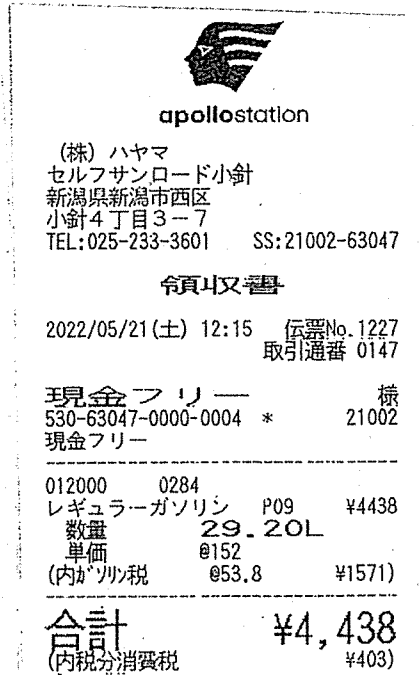 apollostation
(株) ハヤマ
セルフサンロード小針
新潟県新潟市西区
小針4丁目3-7
TEL:025-233-3601 SS:21002-63047
領収書
2022/05/21(土) 12:15 伝票No.1227
取引通番 0147
現金フリー 様
530-63047-0000-0004 * 21002
現金フリー
012000 0284
レギュラーガソリン P09 ¥4438
数量 29.20L
単価 @152
(内ガソリン税 @53.8 ¥1571)
合計 ¥4,438
(内税分消費税 ¥403)